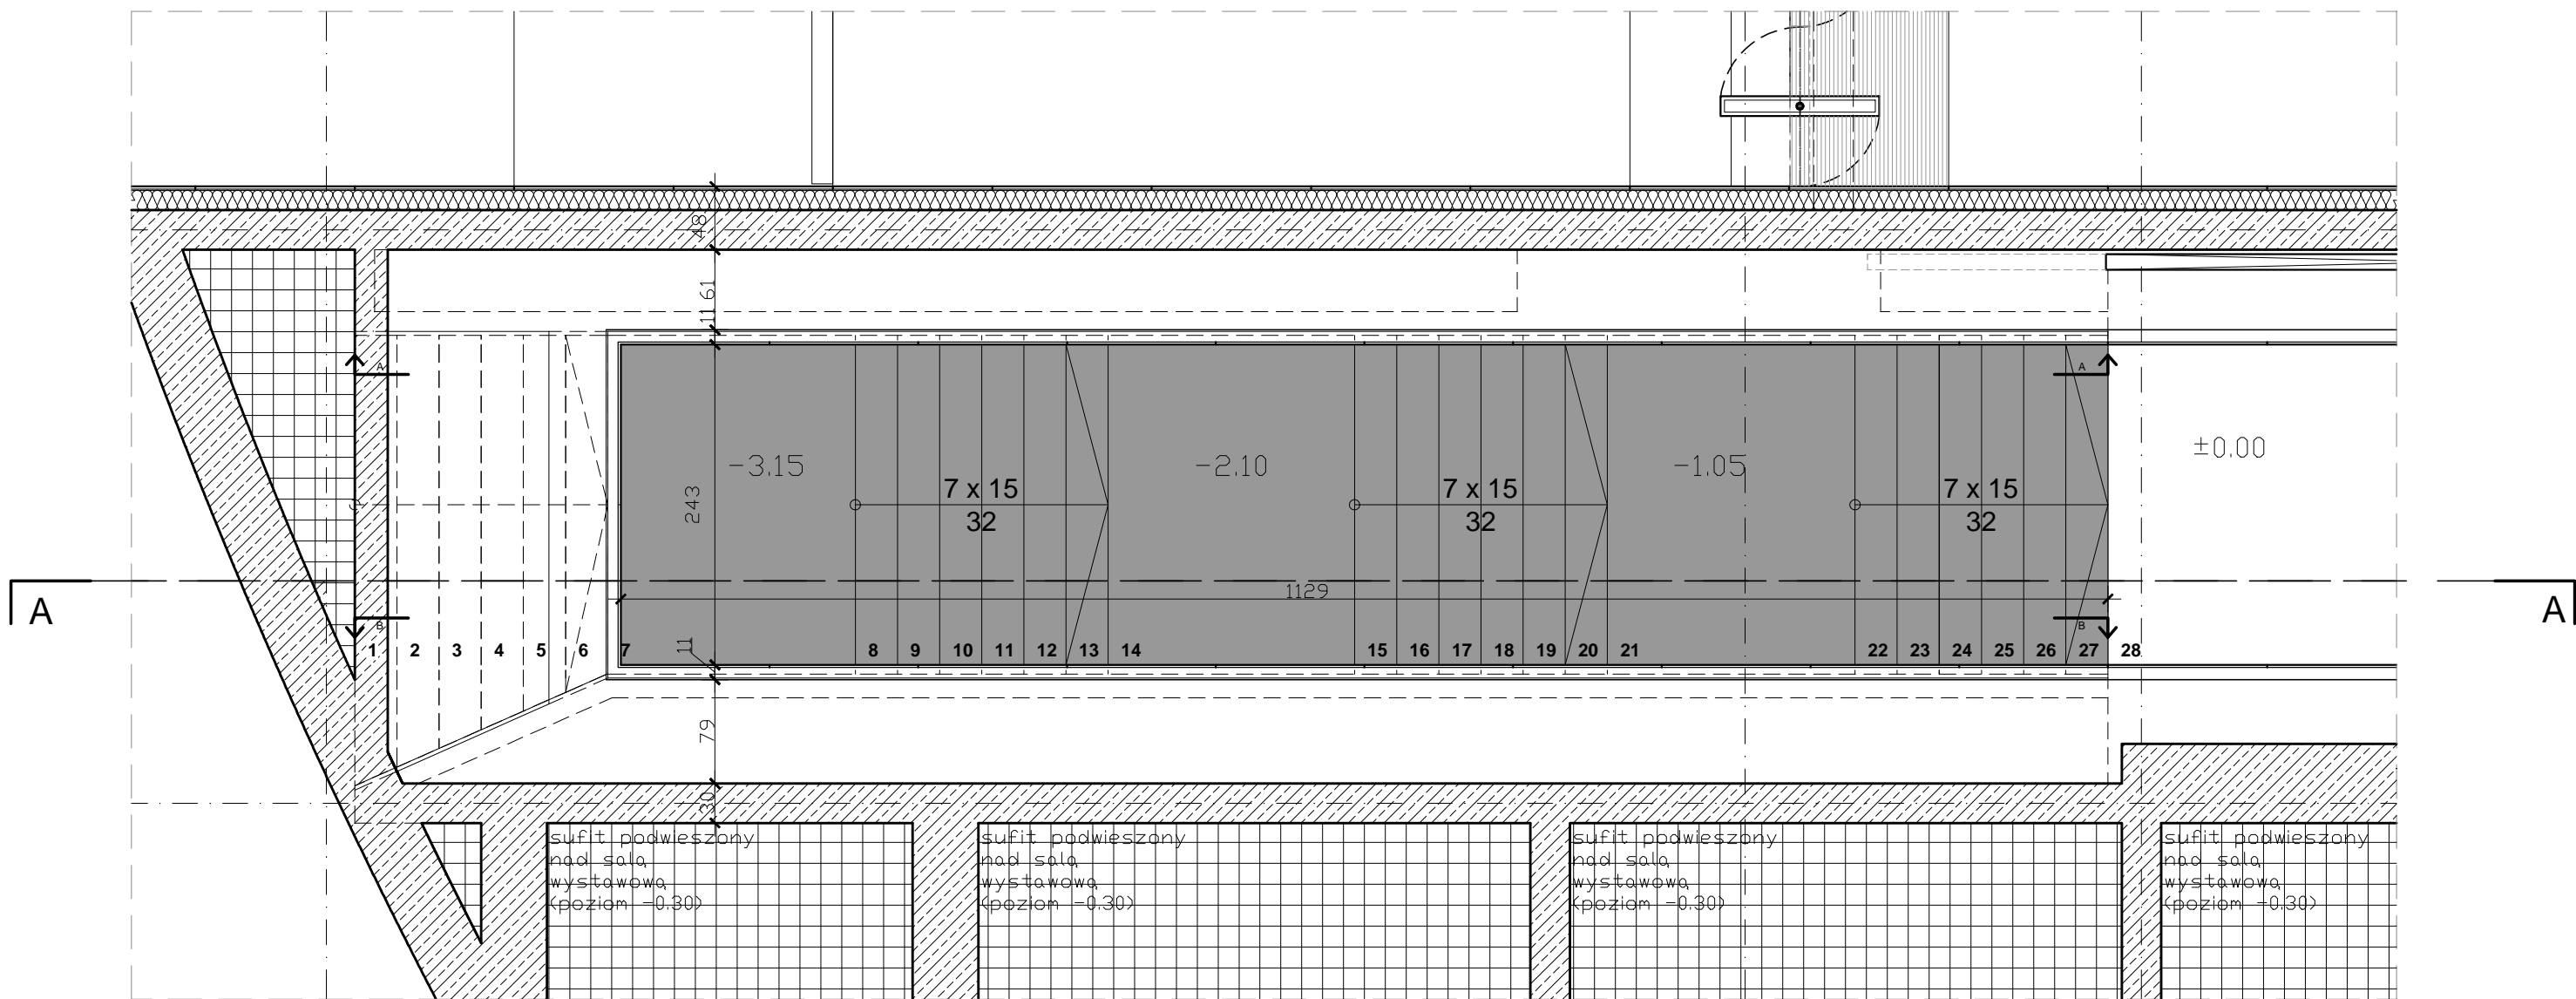 48
11 61
A
A
-3.15
-2.10
-1.05
±0.00
7 x 15
32
7 x 15
32
7 x 15
32
243
1129
A
A
B
B
11
1 2 3 4 5 6 7 8 9 10 11 12 13 14 15 16 17 18 19 20 21 22 23 24 25 26 27 28
79
30
sufit podwieszony
nad salą
wystawową
(poziom -0.30)
sufit podwieszony
nad salą
wystawową
(poziom -0.30)
sufit podwieszony
nad salą
wystawową
(poziom -0.30)
sufit podwieszony
nad salą
wystawową
(poziom -0.30)